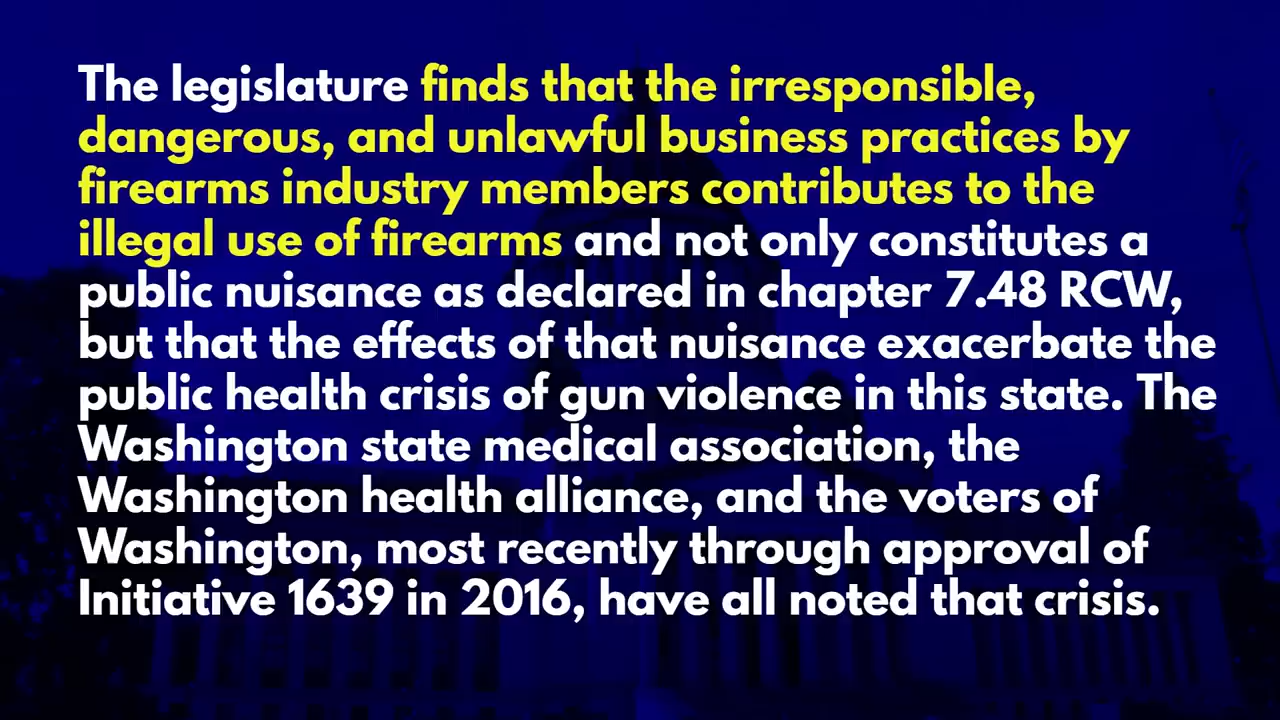 The legislature finds that the irresponsible,
dangerous, and unlawful business practices by
firearms industry members contributes to the
illegal use of firearms and not only constitutes a
public nuisance as declared in chapter 7.48 RCW,
but that the effects of that nuisance exacerbate the
public health crisis of gun violence in this state. The
Washington state medical association, the
Washington health alliance, and the voters of
Washington, most recently through approval of
Initiative 1639 in 2016, have all noted that crisis.